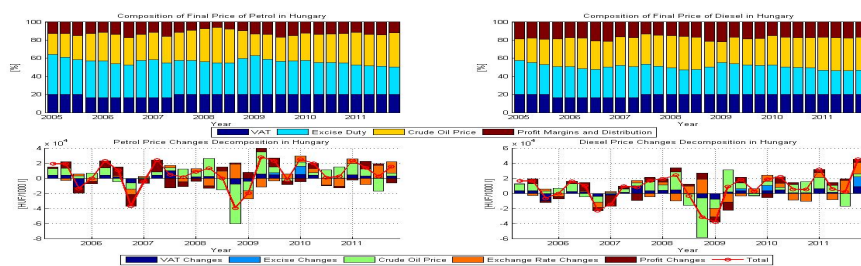 Composition of Final Price of Petrol in Hungary
100
80
60
40
20
0
[%]
2005 2006 2007 2008 2009 2010 2011
Year
Composition of Final Price of Diesel in Hungary
100
80
60
40
20
0
[%]
2005 2006 2007 2008 2009 2010 2011
Year
VAT Excise Duty Crude Oil Price Profit Margins and Distribution
Petrol Price Changes Decomposition in Hungary
x 10⁴
4
2
0
-2
-4
-6
[HUF/1000 l]
2006 2007 2008 2009 2010 2011
Year
Diesel Price Changes Decomposition in Hungary
x 10⁴
6
4
2
0
-2
-4
-6
[HUF/1000 l]
2006 2007 2008 2009 2010 2011
Year
VAT Changes Excise Changes Crude Oil Price Exchange Rate Changes Profit Changes Total